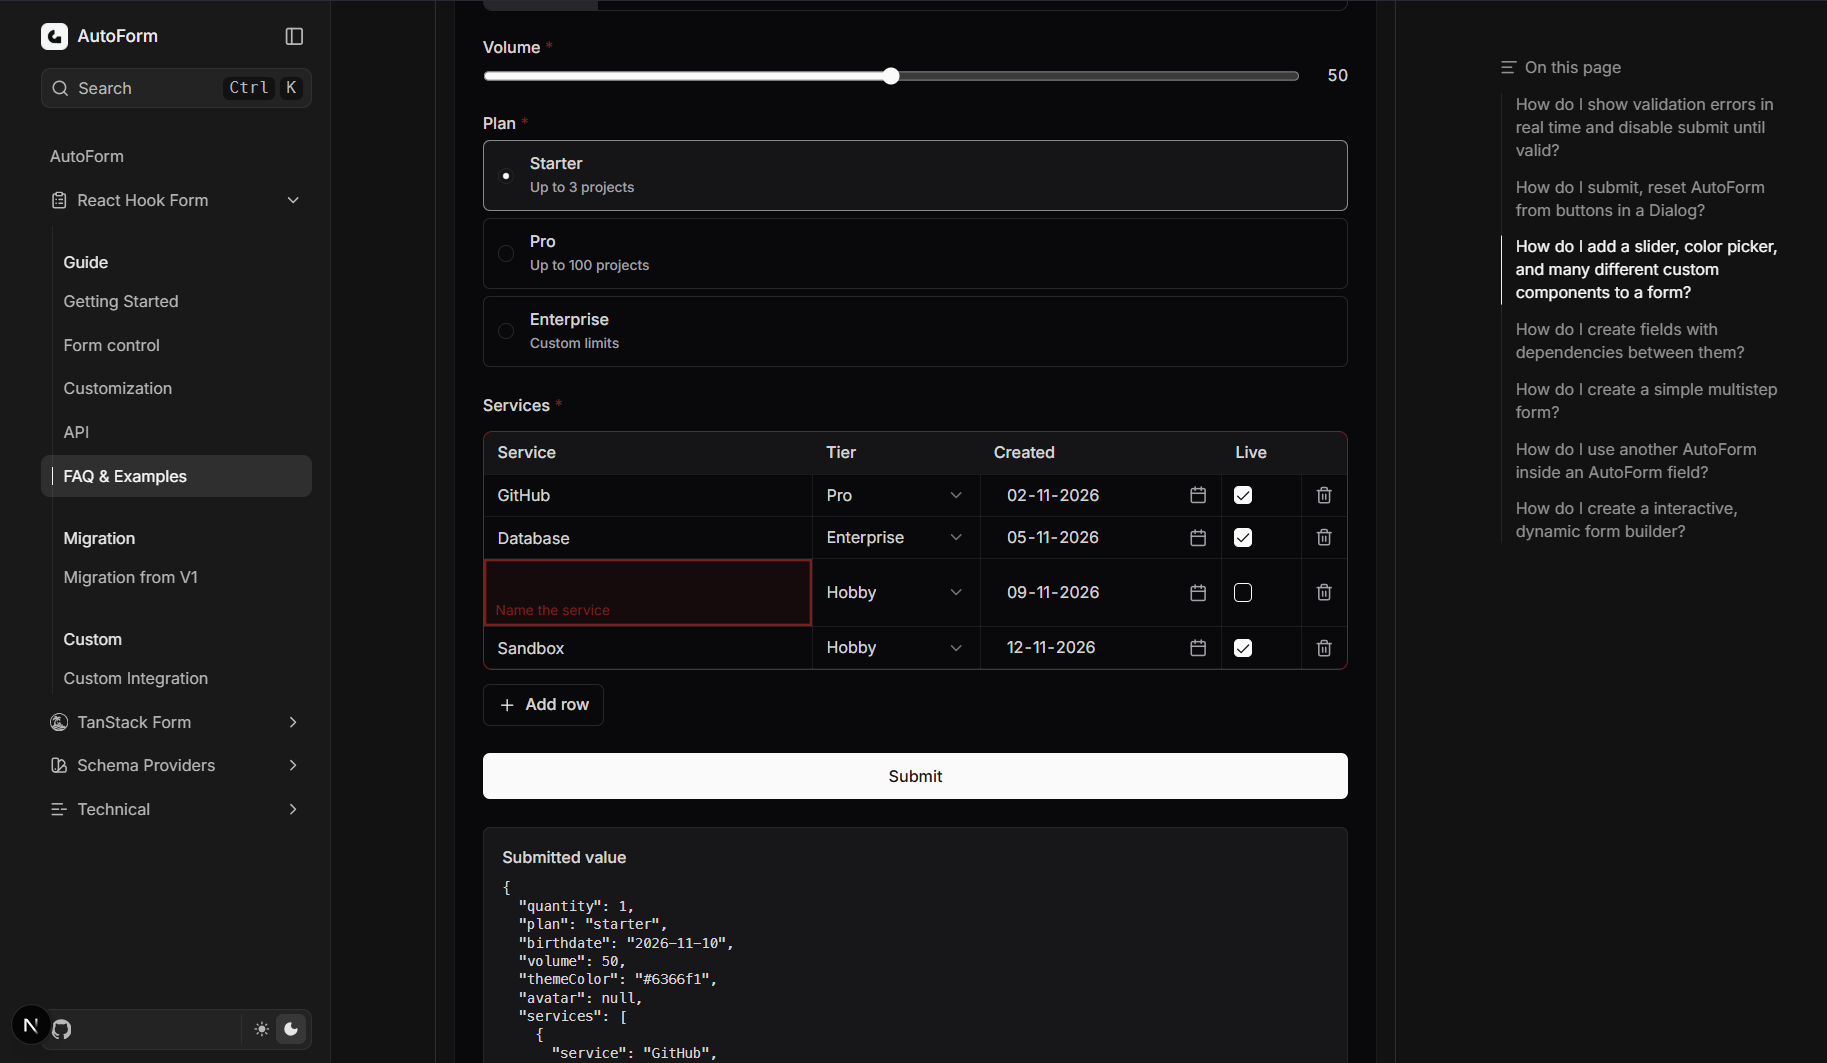 AutoForm
Search
Ctrl K
AutoForm
React Hook Form
Guide
Getting Started
Form control
Customization
API
FAQ & Examples
Migration
Migration from V1
Custom
Custom Integration
TanStack Form
Schema Providers
Technical
N
Volume *
50
Plan *
Starter
Up to 3 projects
Pro
Up to 100 projects
Enterprise
Custom limits
Services *
Service Tier Created Live
GitHub Pro 02-11-2026
Database Enterprise 05-11-2026
Hobby 09-11-2026
Name the service
Sandbox Hobby 12-11-2026
+ Add row
Submit
Submitted value
{
"quantity": 1,
"plan": "starter",
"birthdate": "2026-11-10",
"volume": 50,
"themeColor": "#6366f1",
"avatar": null,
"services": [
{
"service": "GitHub",
On this page
How do I show validation errors in
real time and disable submit until
valid?
How do I submit, reset AutoForm
from buttons in a Dialog?
How do I add a slider, color picker,
and many different custom
components to a form?
How do I create fields with
dependencies between them?
How do I create a simple multistep
form?
How do I use another AutoForm
inside an AutoForm field?
How do I create a interactive,
dynamic form builder?